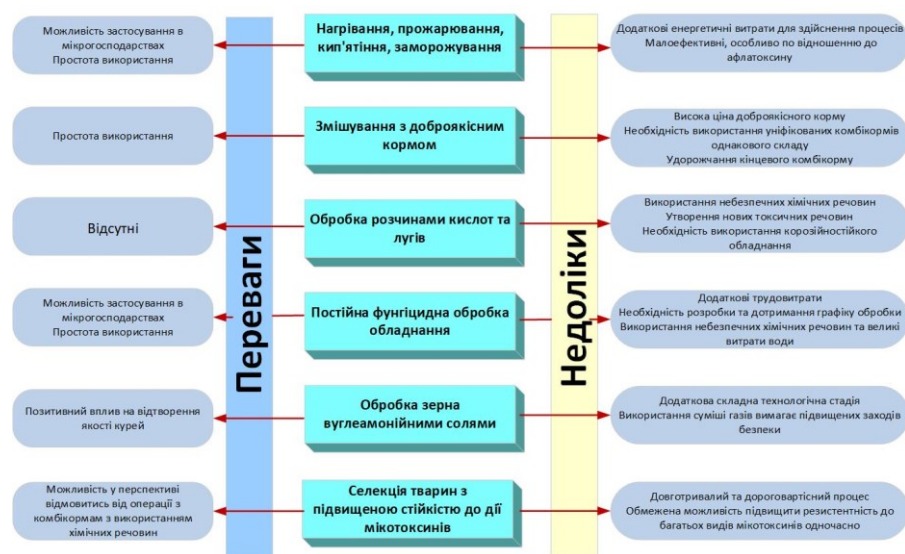 Можливість застосування в
мікрогосподарствах
Простота використання
Нагрівання, прожарювання,
кип'ятіння, заморожування
Додаткові енергетичні витрати для здійснення процесів
Малоефективні, особливо по відношенню до
афлатоксину
Простота використання
Змішування з доброякісним
кормом
Висока ціна доброякісного корму
Необхідність використання уніфікованих комбікормів
однакового складу
Удорожчання кінцевого комбікорму
Відсутні
Обробка розчинами кислот та
лугів
Використання небезпечних хімічних речовин
Утворення нових токсичних речовин
Необхідність використання корозійностійкого
обладнання
Переваги
Недоліки
Можливість застосування в
мікрогосподарствах
Простота використання
Постійна фунгіцидна обробка
обладнання
Додаткові трудовитрати
Необхідність розробки та дотримання графіку обробки
Використання небезпечних хімічних речовин та великі
витрати води
Позитивний вплив на відтворення
якості курей
Обробка зерна
вуглеамонійними солями
Додаткова складна технологічна стадія
Використання суміші газів вимагає підвищених заходів
безпеки
Можливість у перспективі
відмовитись від операції з
комбікормам з використанням
хімічних речовин
Селекція тварин з
підвищеною стійкістю до дії
мікотоксинів
Довготривалий та дороговартісний процес
Обмежена можливість підвищити резистентність до
багатьох видів мікотоксинів одночасно